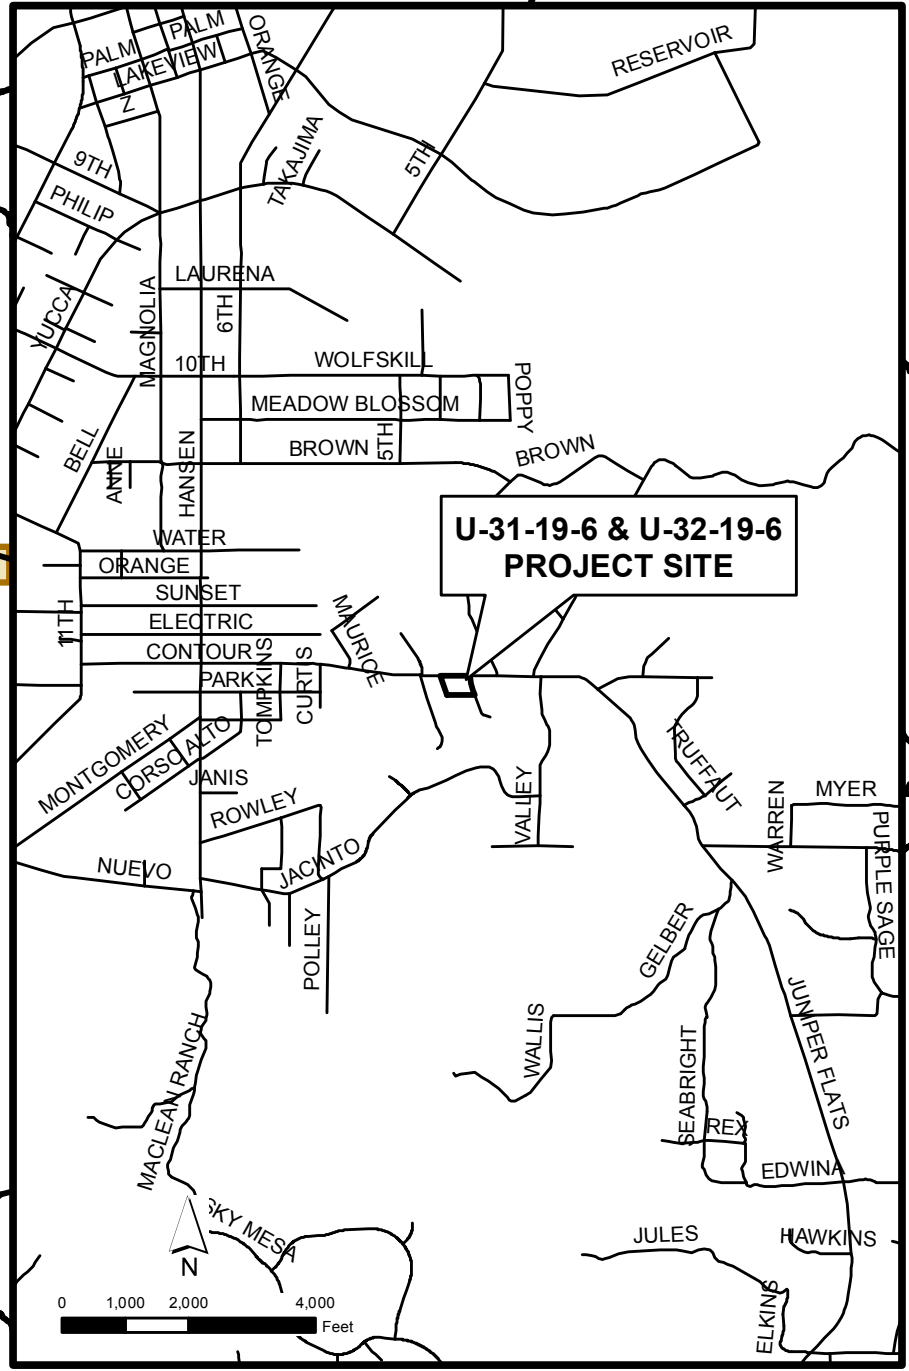 PALM
PALM
ORANGE
LAKEVIEW
Z
RESERVOIR
9TH
TAKAJIMA
5TH
PHILIP
LAURENA
YUCCA
MAGNOLIA
6TH
10TH
WOLFSKILL
POPPY
MEADOW BLOSSOM
BELL
ANNE
HANSEN
BROWN
5TH
BROWN
U-31-19-6 & U-32-19-6
PROJECT SITE
WATER
ORANGE
SUNSET
ELECTRIC
11TH
CONTOUR
MAURICE
PARK
TOMPKINS
CURTIS
MONTGOMERY
CORSO ALTO
JANIS
ROWLEY
TRUFFAUT
VALLEY
WARREN
MYER
PURPLE SAGE
NUEVO
JACINTO
POLLEY
GELBER
WALLIS
JUNIPER FLATS
MACLEAN RANCH
SEABRIGHT
REX
EDWINA
SKY MESA
JULES
HAWKINS
ELKINS
N
0 1,000 2,000 4,000
Feet